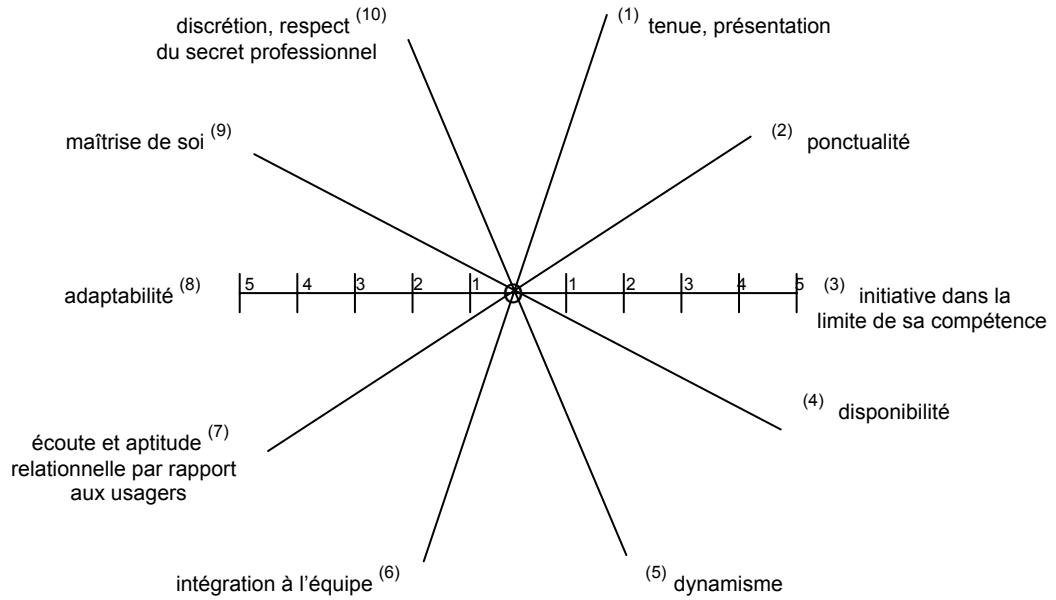 discrétion, respect (10)
du secret professionnel
(1) tenue, présentation
maîtrise de soi (9)
(2) ponctualité
adaptabilité (8)
5 4 3 2 1 1 2 3 4 5
(3) initiative dans la
limite de sa compétence
(4) disponibilité
écoute et aptitude (7)
relationnelle par rapport
aux usagers
intégration à l’équipe (6)
(5) dynamisme